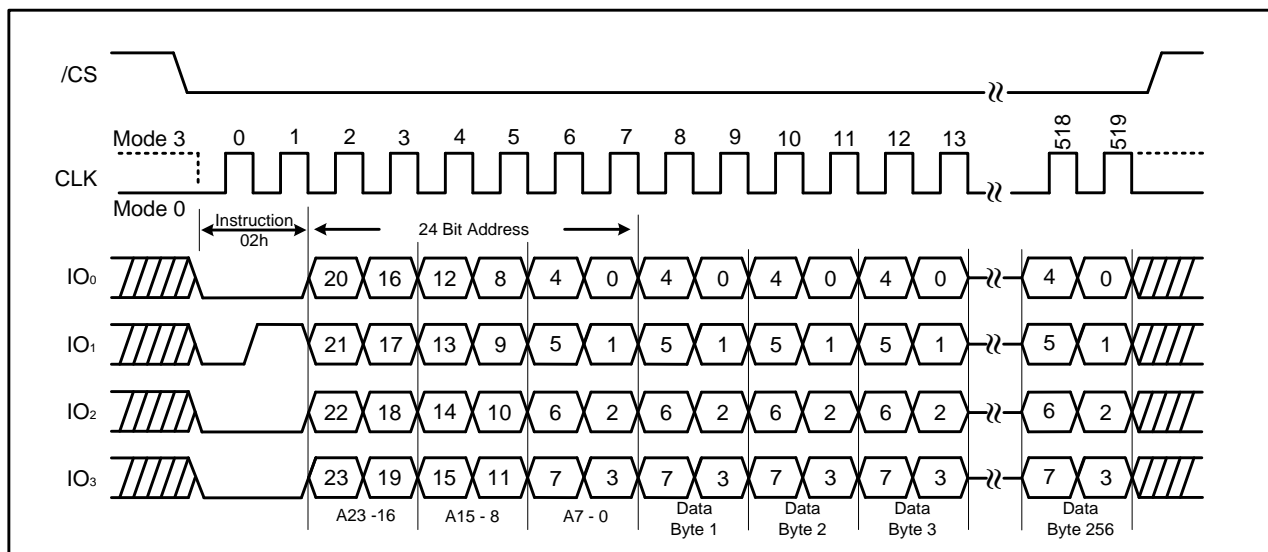 /CS
Mode 3 0 1 2 3 4 5 6 7 8 9 10 11 12 13 518 519
CLK
Mode 0
Instruction 02h
24 Bit Address
IO0 20 16 12 8 4 0 4 0 4 0 4 0 4 0
IO1 21 17 13 9 5 1 5 1 5 1 5 1 5 1
IO2 22 18 14 10 6 2 6 2 6 2 6 2 6 2
IO3 23 19 15 11 7 3 7 3 7 3 7 3 7 3
A23 -16 A15 - 8 A7 - 0 Data Byte 1 Data Byte 2 Data Byte 3 Data Byte 256